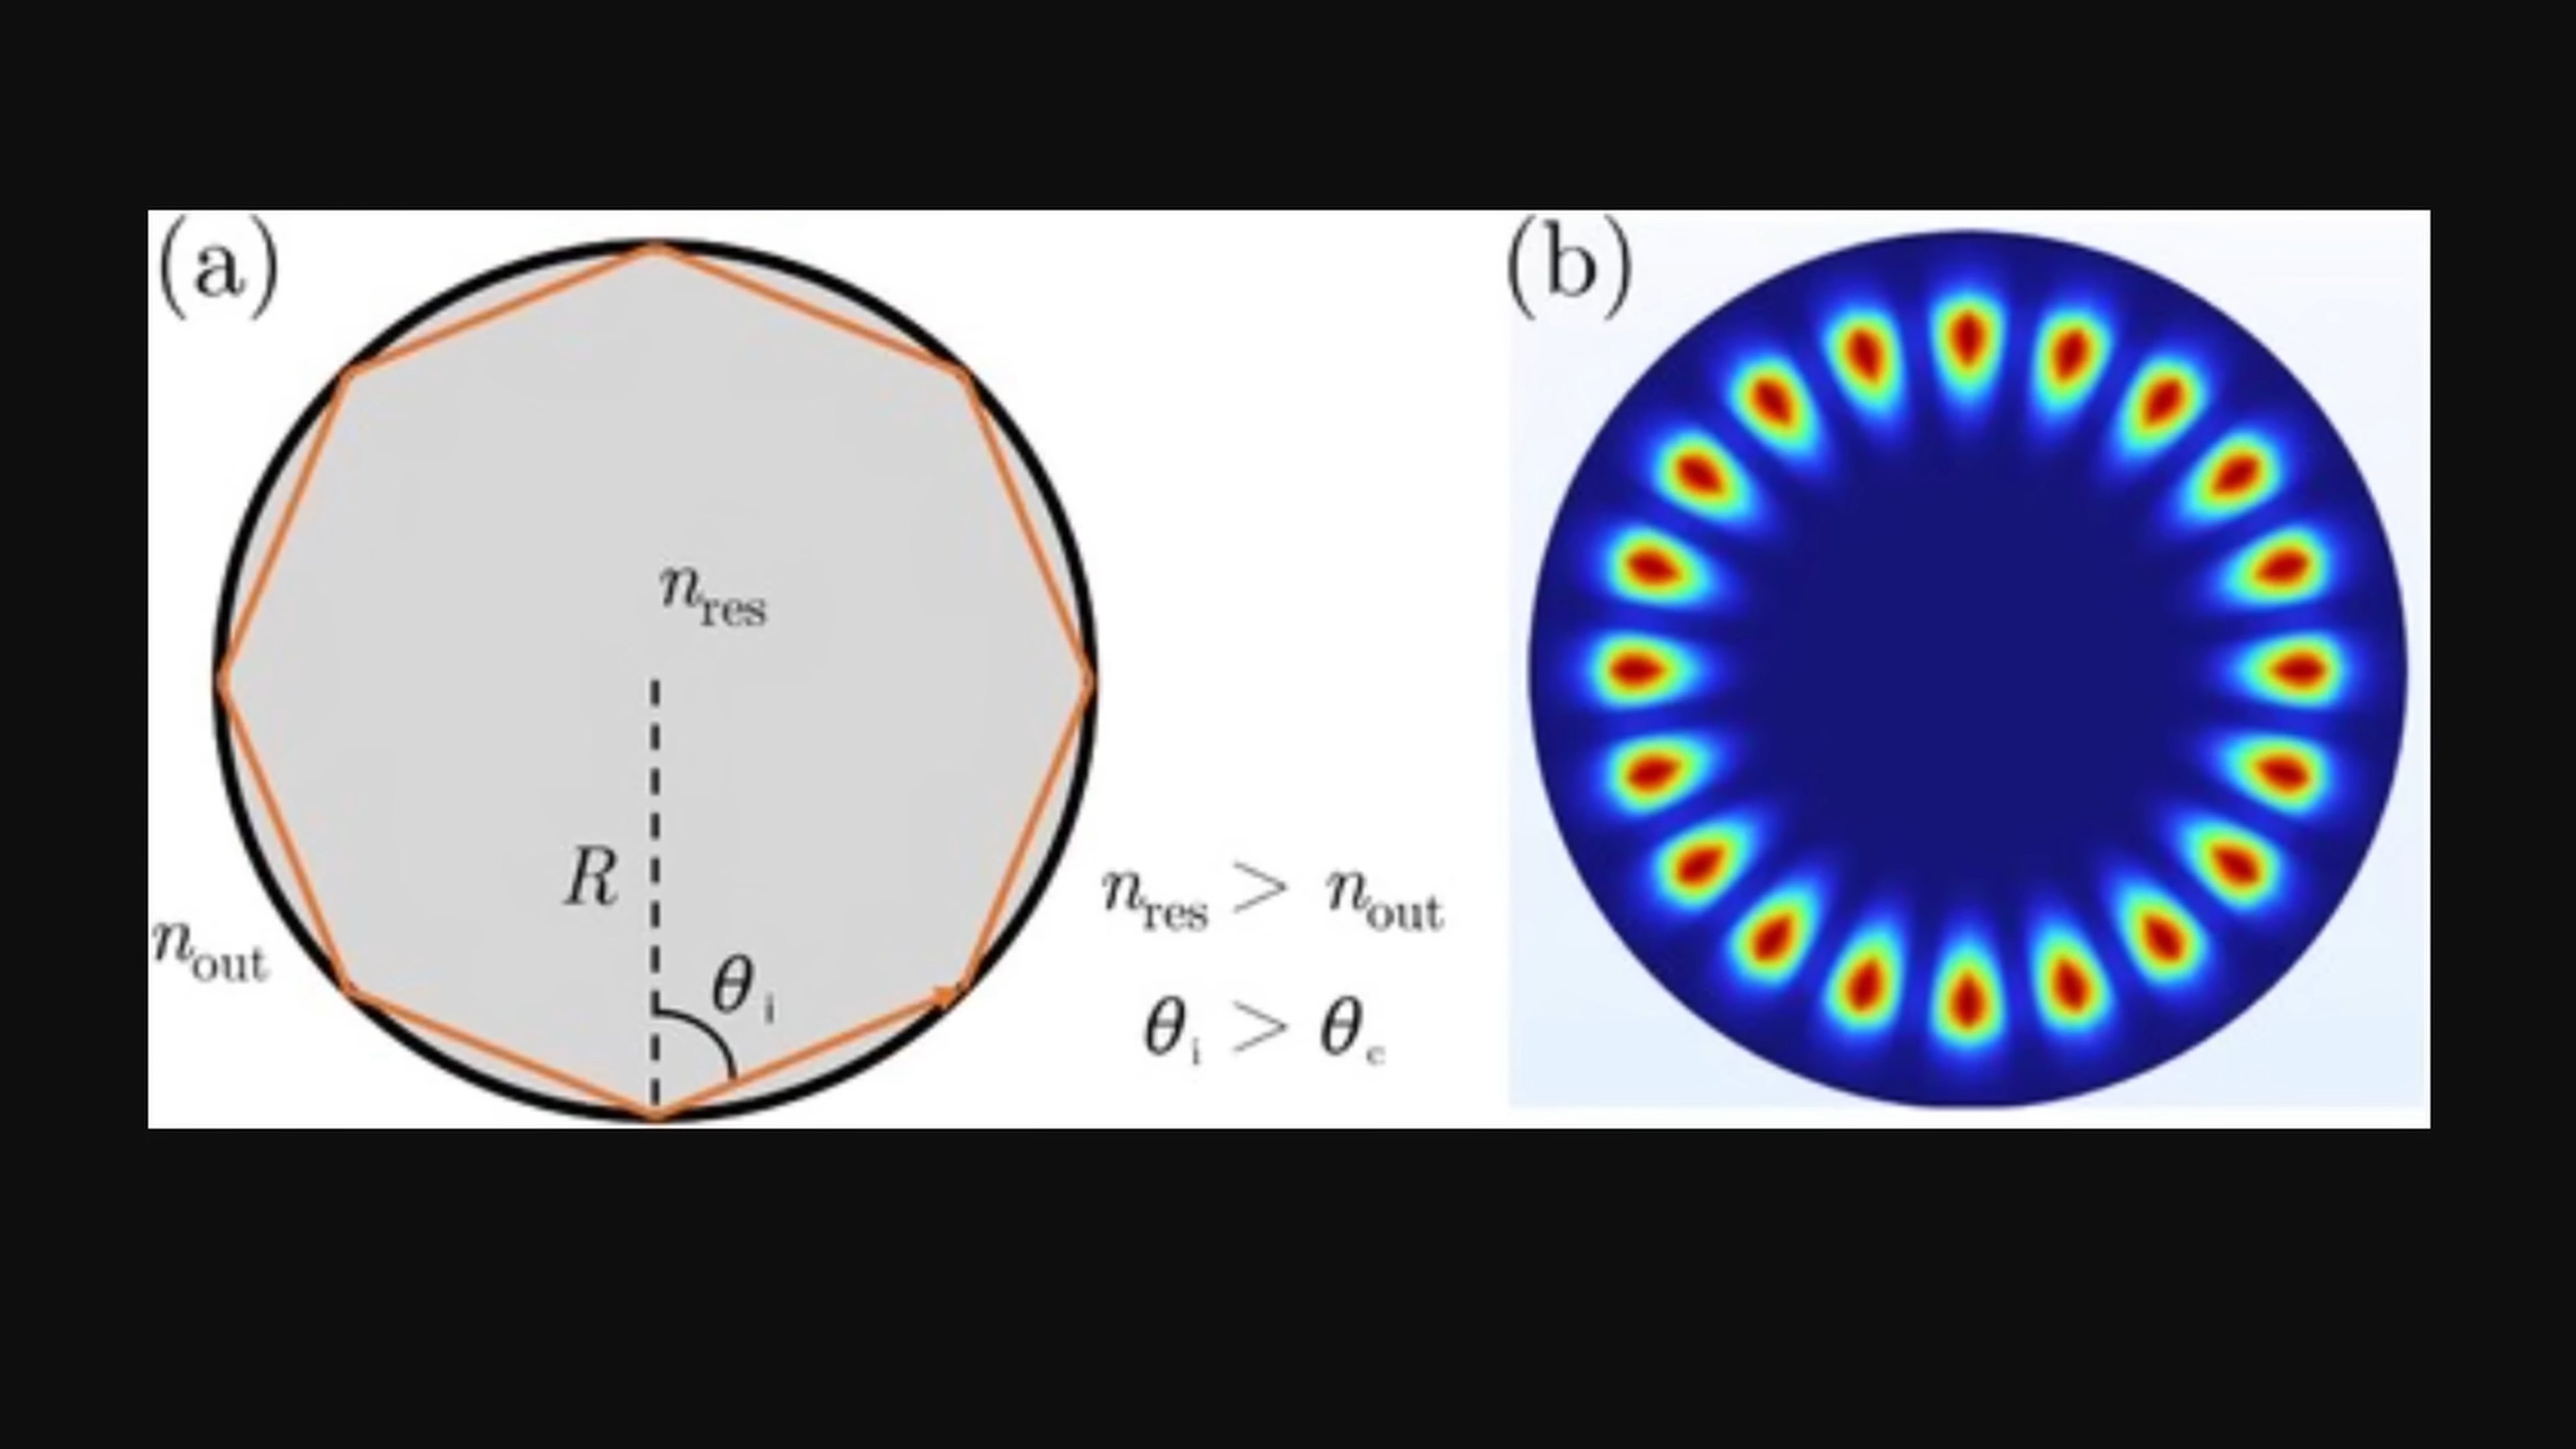 (a)
(b)
n_res
R
θ_i
n_out
n_res > n_out
θ_i > θ_c